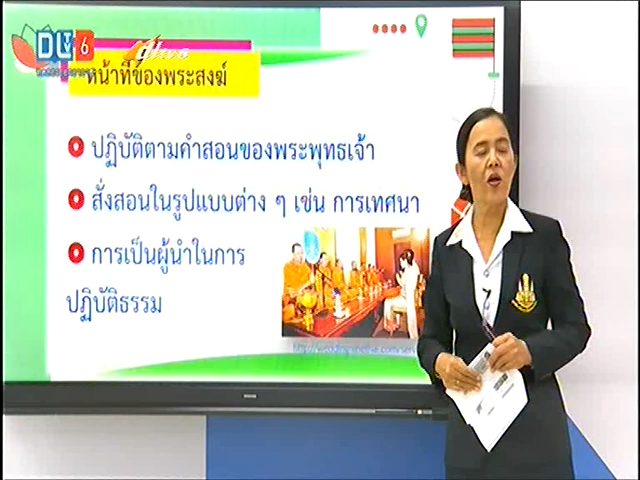 DLTV 6
หน้าที่ของพระสงฆ์
ปฏิบัติตามคำสอนของพระพุทธเจ้า
สั่งสอนในรูปแบบต่าง ๆ เช่น การเทศนา
การเป็นผู้นำในการ
ปฏิบัติธรรม